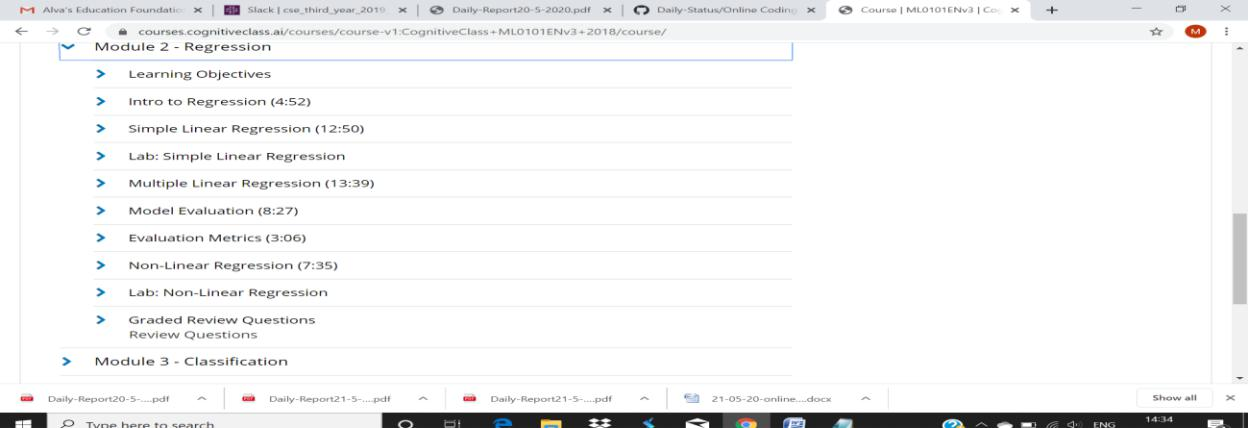 Alva's Education Foundatio
Slack | cse_third_year_2019
Daily-Report20-5-2020.pdf
Daily-Status/Online Coding
Course | ML0101ENv3 | Co
courses.cognitiveclass.ai/courses/course-v1:CognitiveClass+ML0101ENv3+2018/course/
M
Module 2 - Regression
Learning Objectives
Intro to Regression (4:52)
Simple Linear Regression (12:50)
Lab: Simple Linear Regression
Multiple Linear Regression (13:39)
Model Evaluation (8:27)
Evaluation Metrics (3:06)
Non-Linear Regression (7:35)
Lab: Non-Linear Regression
Graded Review Questions
Review Questions
Module 3 - Classification
Daily-Report20-5-....pdf
Daily-Report21-5-....pdf
Daily-Report21-5-....pdf
21-05-20-online....docx
Show all
Type here to search
ENG
14:34